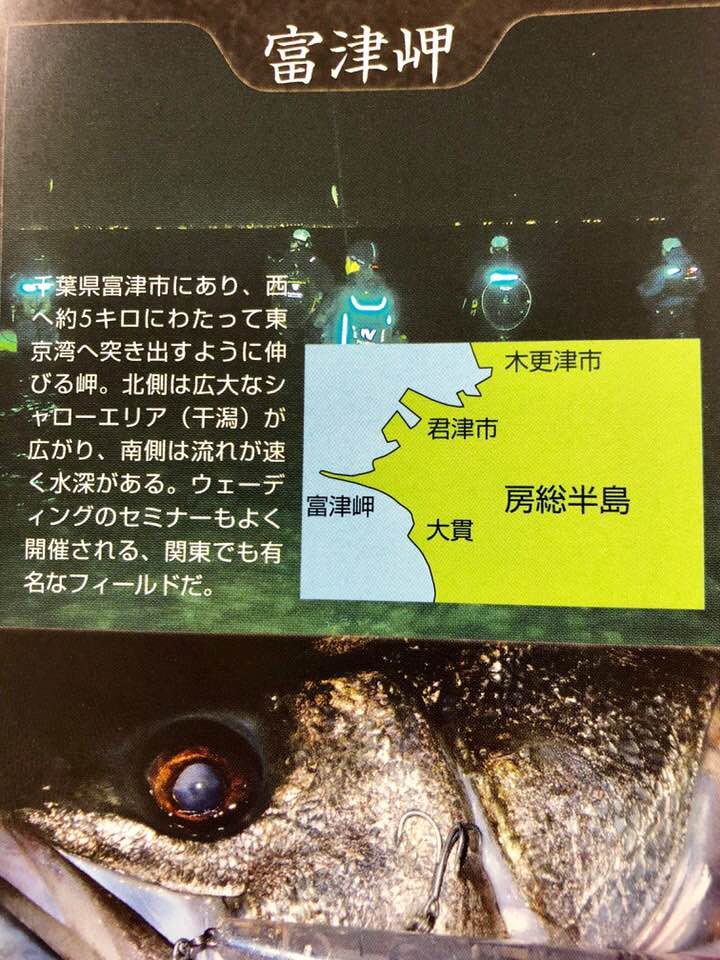 富津岬
千葉県富津市にあり、西
へ約5キロにわたって東
京湾へ突き出すように伸
びる岬。北側は広大なシ
ャローエリア（干潟）が
広がり、南側は流れが速
く水深がある。ウェーデ
ィングのセミナーもよく
開催される、関東でも有
名なフィールドだ。
木更津市
君津市
富津岬
房総半島
大貫